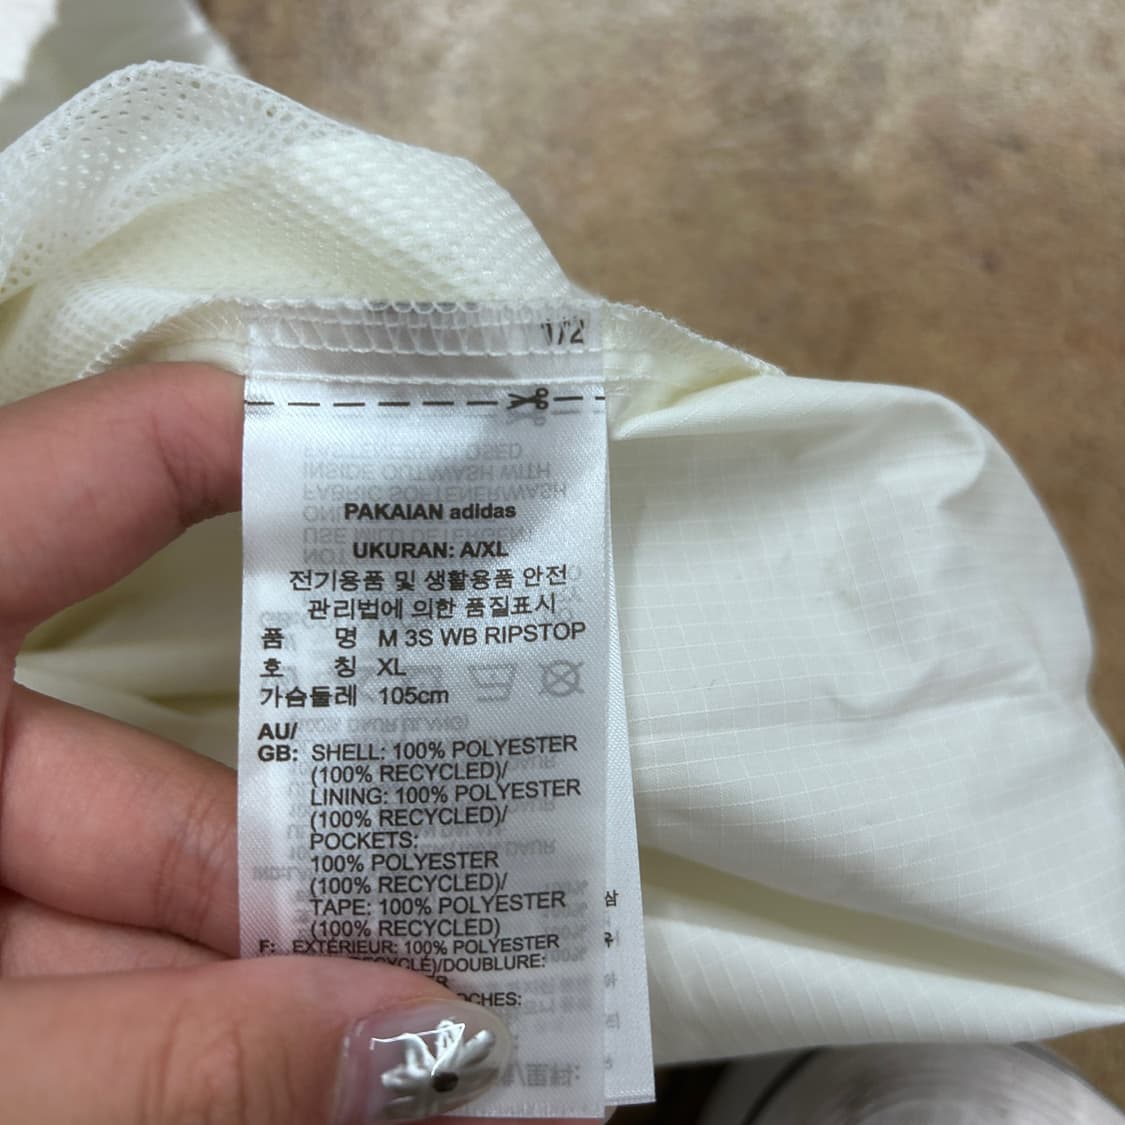 1/2
PAKAIAN adidas
UKURAN: A/XL
전기용품 및 생활용품 안전
관리법에 의한 품질표시
품 명 M 3S WB RIPSTOP
호 칭 XL
가슴둘레 105cm
AU/
GB: SHELL: 100% POLYESTER
(100% RECYCLED)/
LINING: 100% POLYESTER
(100% RECYCLED)/
POCKETS:
100% POLYESTER
(100% RECYCLED)/
TAPE: 100% POLYESTER
(100% RECYCLED)
F: EXTÉRIEUR: 100% POLYESTER
RECYCLÉ)/DOUBLURE: